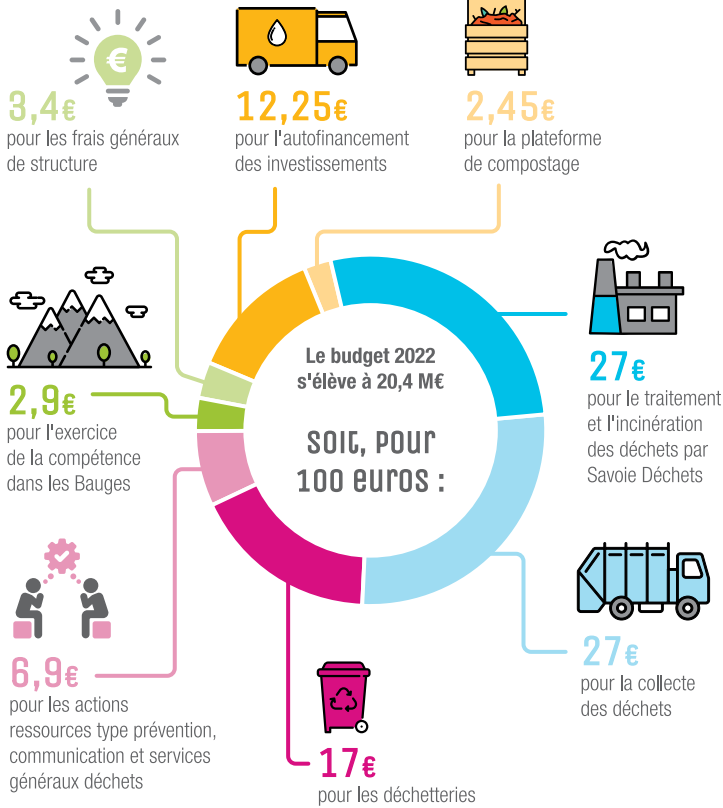 €
3,4€
pour les frais généraux
de structure
12,25€
pour l'autofinancement
des investissements
2,45€
pour la plateforme
de compostage
27€
pour le traitement
et l'incinération
des déchets par
Savoie Déchets
27€
pour la collecte
des déchets
17€
pour les déchetteries
6,9€
pour les actions
ressources type prévention,
communication et services
généraux déchets
2,9€
pour l'exercice
de la compétence
dans les Bauges
Le budget 2022
s'élève à 20,4 M€
soit, pour
100 euros :